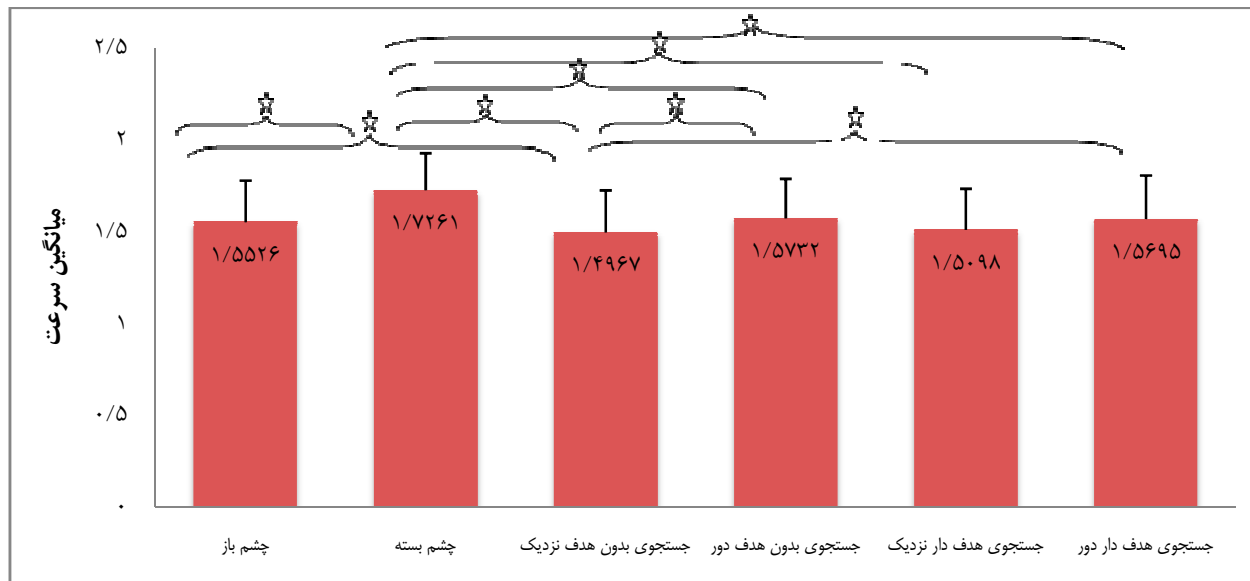 میانگین سرعت
۲/۵
۲
۱/۵
۱
۰/۵
۰
۱/۵۵۲۶
۱/۷۲۶۱
۱/۴۹۶۷
۱/۵۷۳۲
۱/۵۰۹۸
۱/۵۶۹۵
چشم باز
چشم بسته
جستجوی بدون هدف نزدیک
جستجوی بدون هدف دور
جستجوی هدف دار نزدیک
جستجوی هدف دار دور